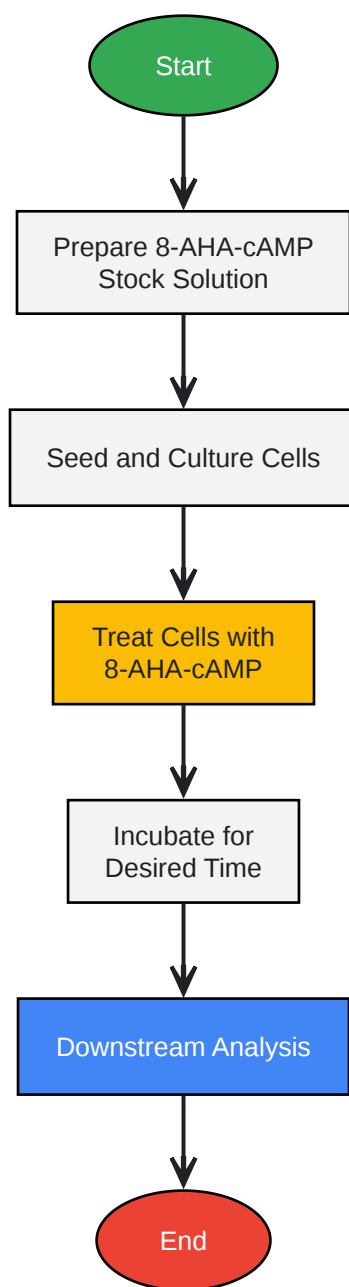 Start
Prepare 8-AHA-cAMP
Stock Solution
Seed and Culture Cells
Treat Cells with
8-AHA-cAMP
Incubate for
Desired Time
Downstream Analysis
End